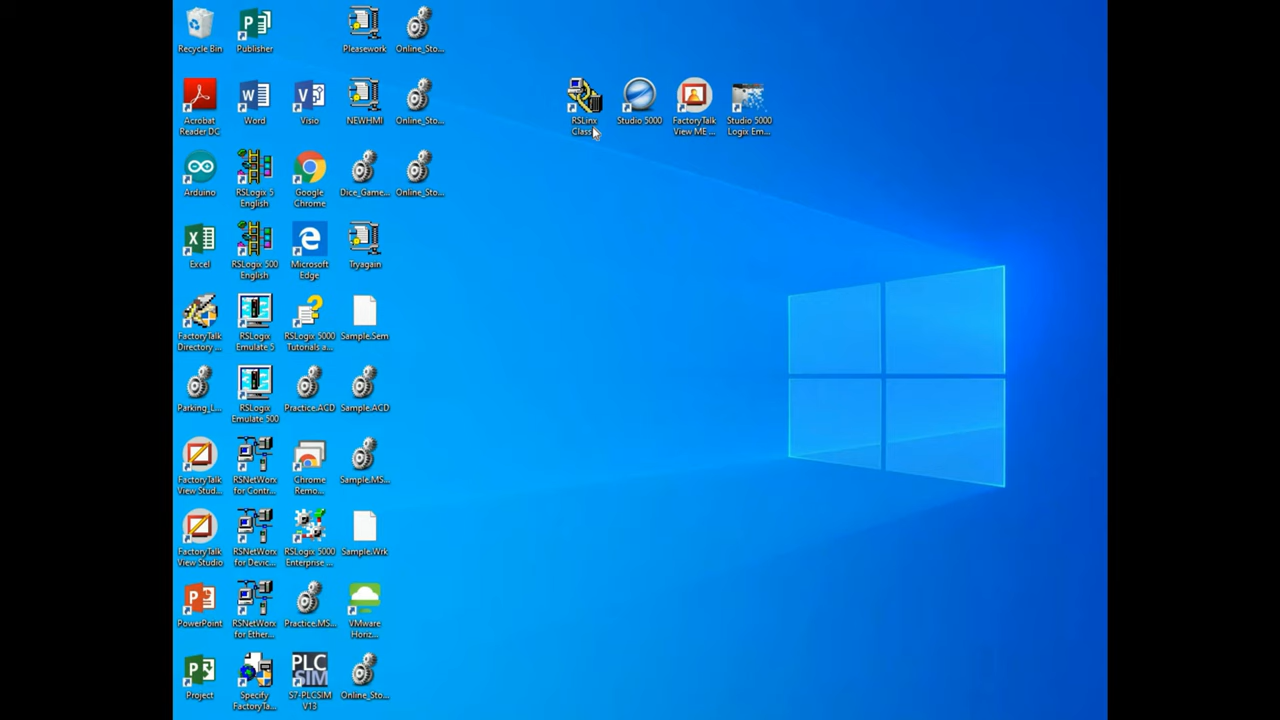 Recycle Bin
Publisher
Pleasework
Online_Sto...
RSLinx
Studio 5000
FactoryTalk
View ME ...
Studio 5000
Logix Em...
Acrobat
Reader DC
Word
Visio
NEWHMI
Online_Sto...
Arduino
RSLogix 5
English
Google
Chrome
Dice_Game...
Online_Sto...
Excel
RSLogix 500
English
Microsoft
Edge
Tryagain
FactoryTalk
Directory ...
RSLogix
Emulate 5
RSLogix 5000
Tutorials a...
Sample.Sem
Parking_L...
RSLogix
Emulate 500
Practice.ACD
Sample.ACD
FactoryTalk
View Stud...
RSNetWorx
for Contr...
Chrome
Remo...
Sample.MS...
FactoryTalk
View Studio
RSNetWorx
for Devic...
RSLogix 5000
Enterprise ...
Sample.Wrk
PowerPoint
RSNetWorx
for Ether...
Practice.MS...
VMware
Horiz...
Project
Specify
FactoryTa...
PLC
SIM
S7-PLCSIM
V13
Online_Sto...